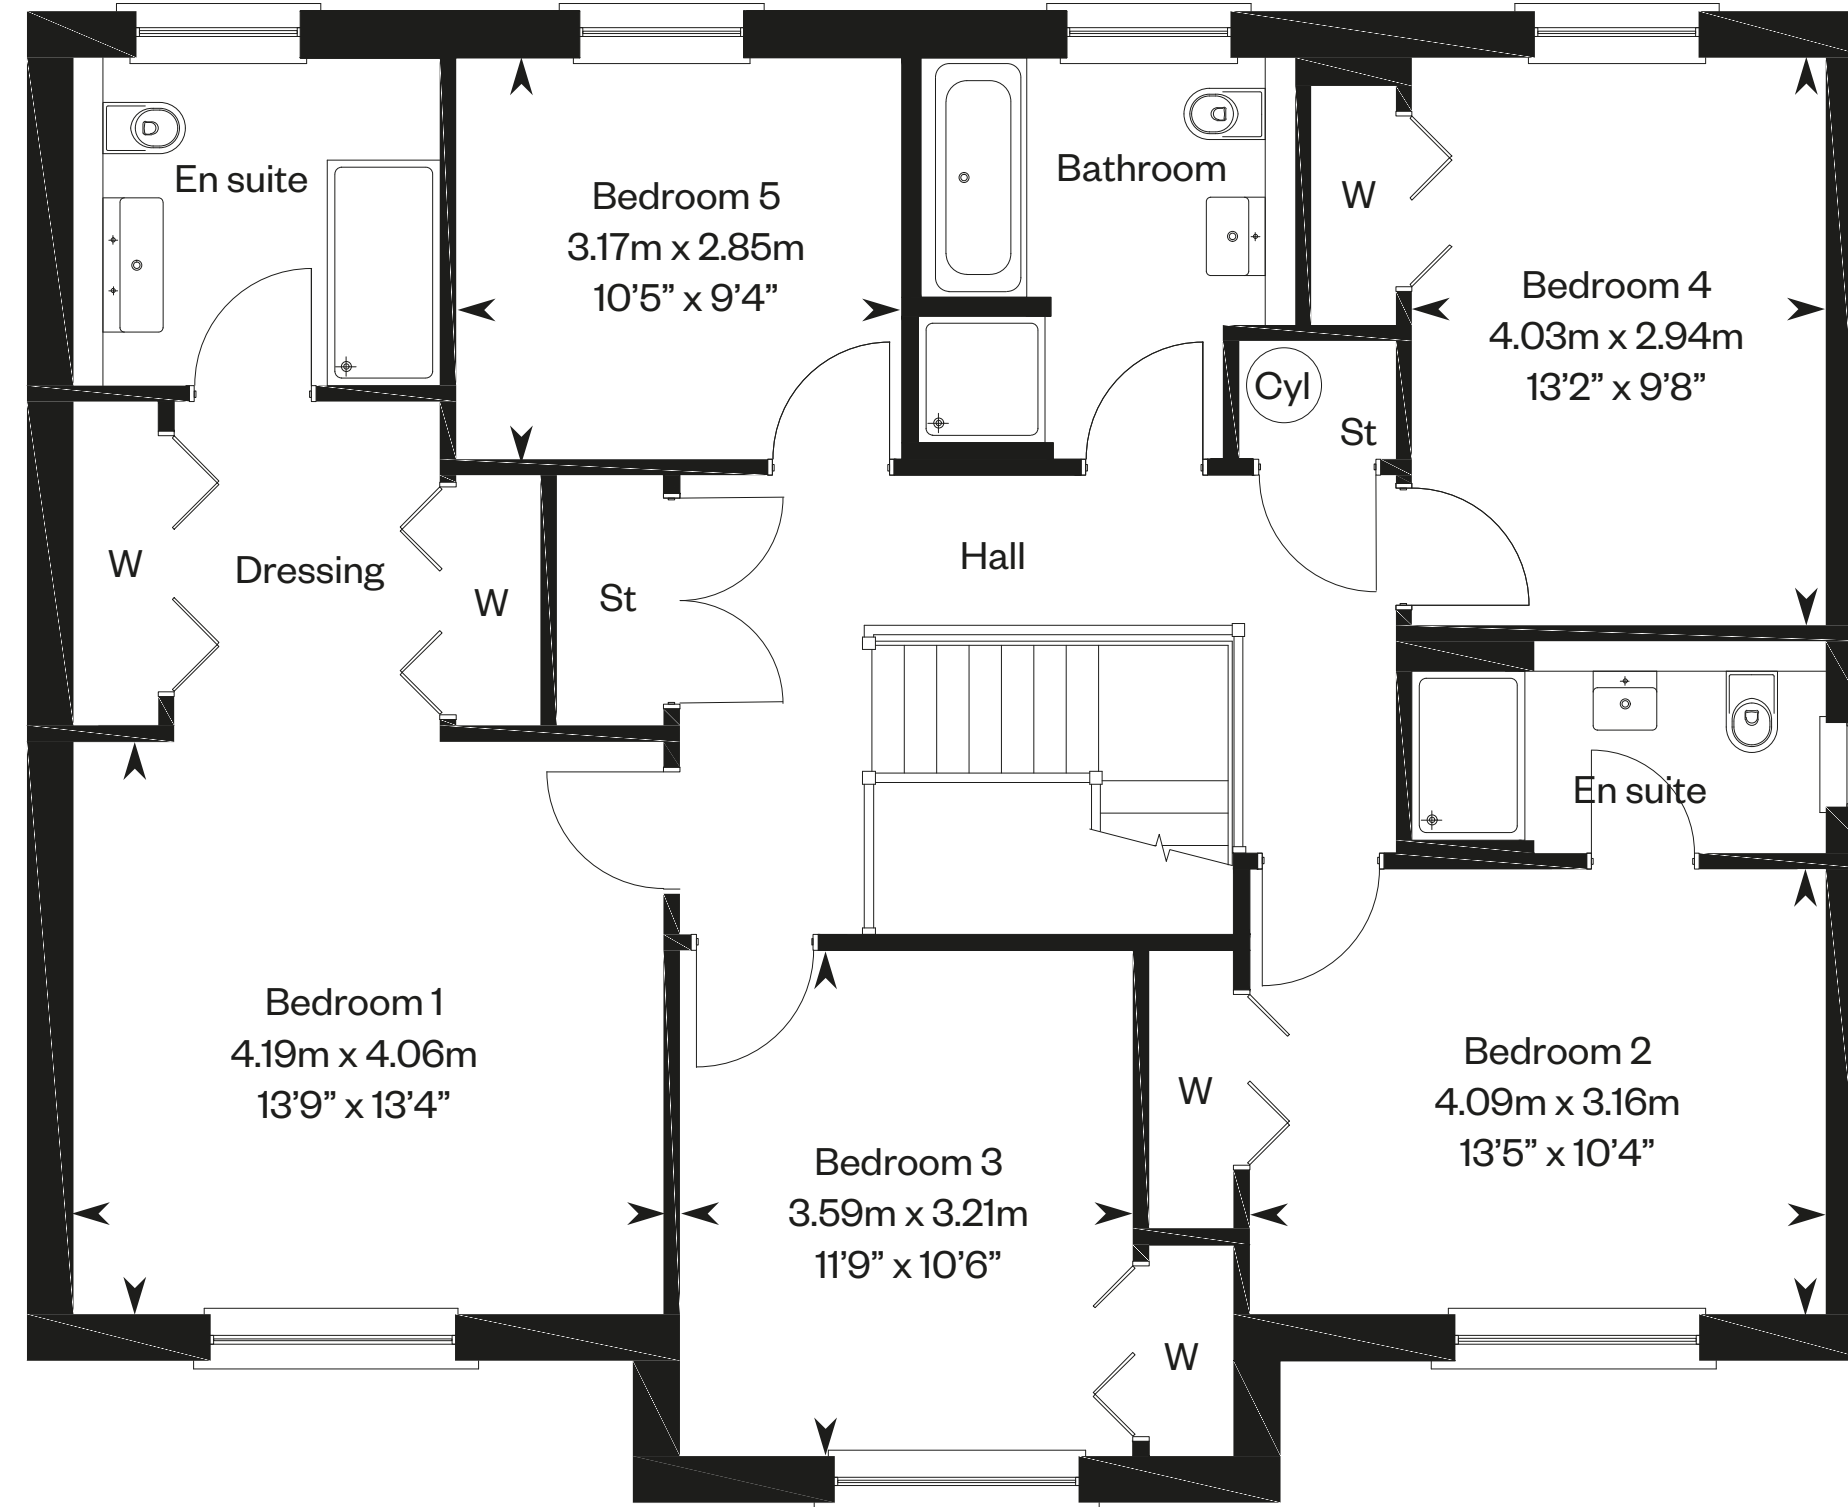 En suite
Bedroom 5
3.17m x 2.85m
10’5” x 9’4”
Bathroom
W
Bedroom 4
4.03m x 2.94m
13’2” x 9’8”
Cyl
St
W
Dressing
W
St
Hall
En suite
Bedroom 1
4.19m x 4.06m
13’9” x 13’4”
Bedroom 3
3.59m x 3.21m
11’9” x 10’6”
W
Bedroom 2
4.09m x 3.16m
13’5” x 10’4”
W